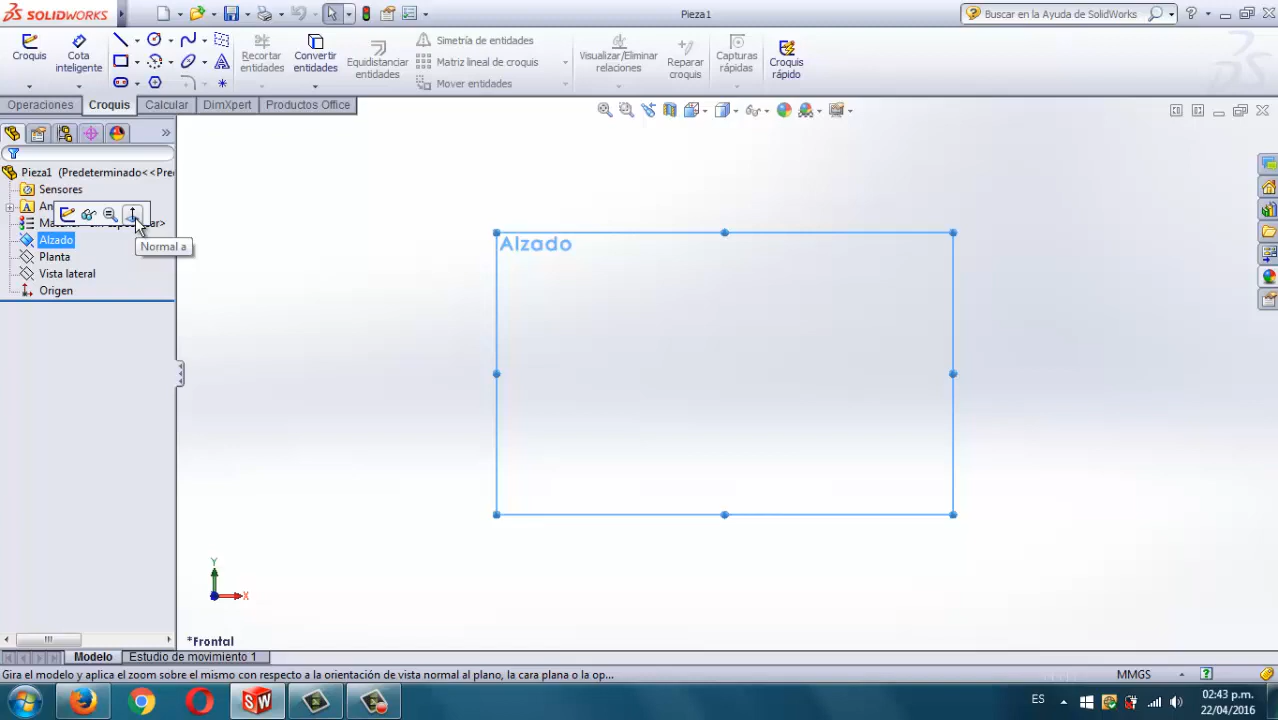 SOLIDWORKS
Pieza1
Buscar en la Ayuda de SolidWorks
Croquis
Cota inteligente
Recortar entidades
Convertir entidades
Equidistanciar entidades
Simetría de entidades
Matriz lineal de croquis
Mover entidades
Visualizar/Eliminar relaciones
Reparar croquis
Capturas rápidas
Croquis rápido
Operaciones
Croquis
Calcular
DimXpert
Productos Office
Pieza1 (Predeterminado<<Pre
Sensores
Alzado
Normal a
Planta
Vista lateral
Origen
Alzado
Y
X
*Frontal
Modelo
Estudio de movimiento 1
Gira el modelo y aplica el zoom sobre el mismo con respecto a la orientación de vista normal al plano, la cara plana o la op...
MMGS
ES
02:43 p.m.
22/04/2016